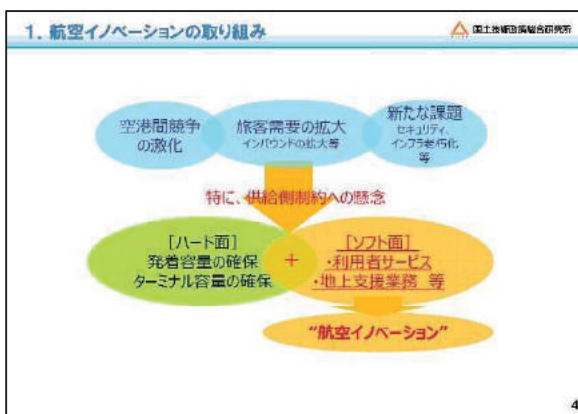 1. 航空イノベーションの取り組み
国土技術政策総合研究所
空港間競争
の激化
旅客需要の拡大
インバウンドの拡大等
新たな課題
セキュリティ、
インフラ老朽化
等
特に、供給側制約への懸念
[ハード面]
発着容量の確保
ターミナル容量の確保
+
[ソフト面]
・利用者サービス
・地上支援業務 等
“航空イノベーション”
4